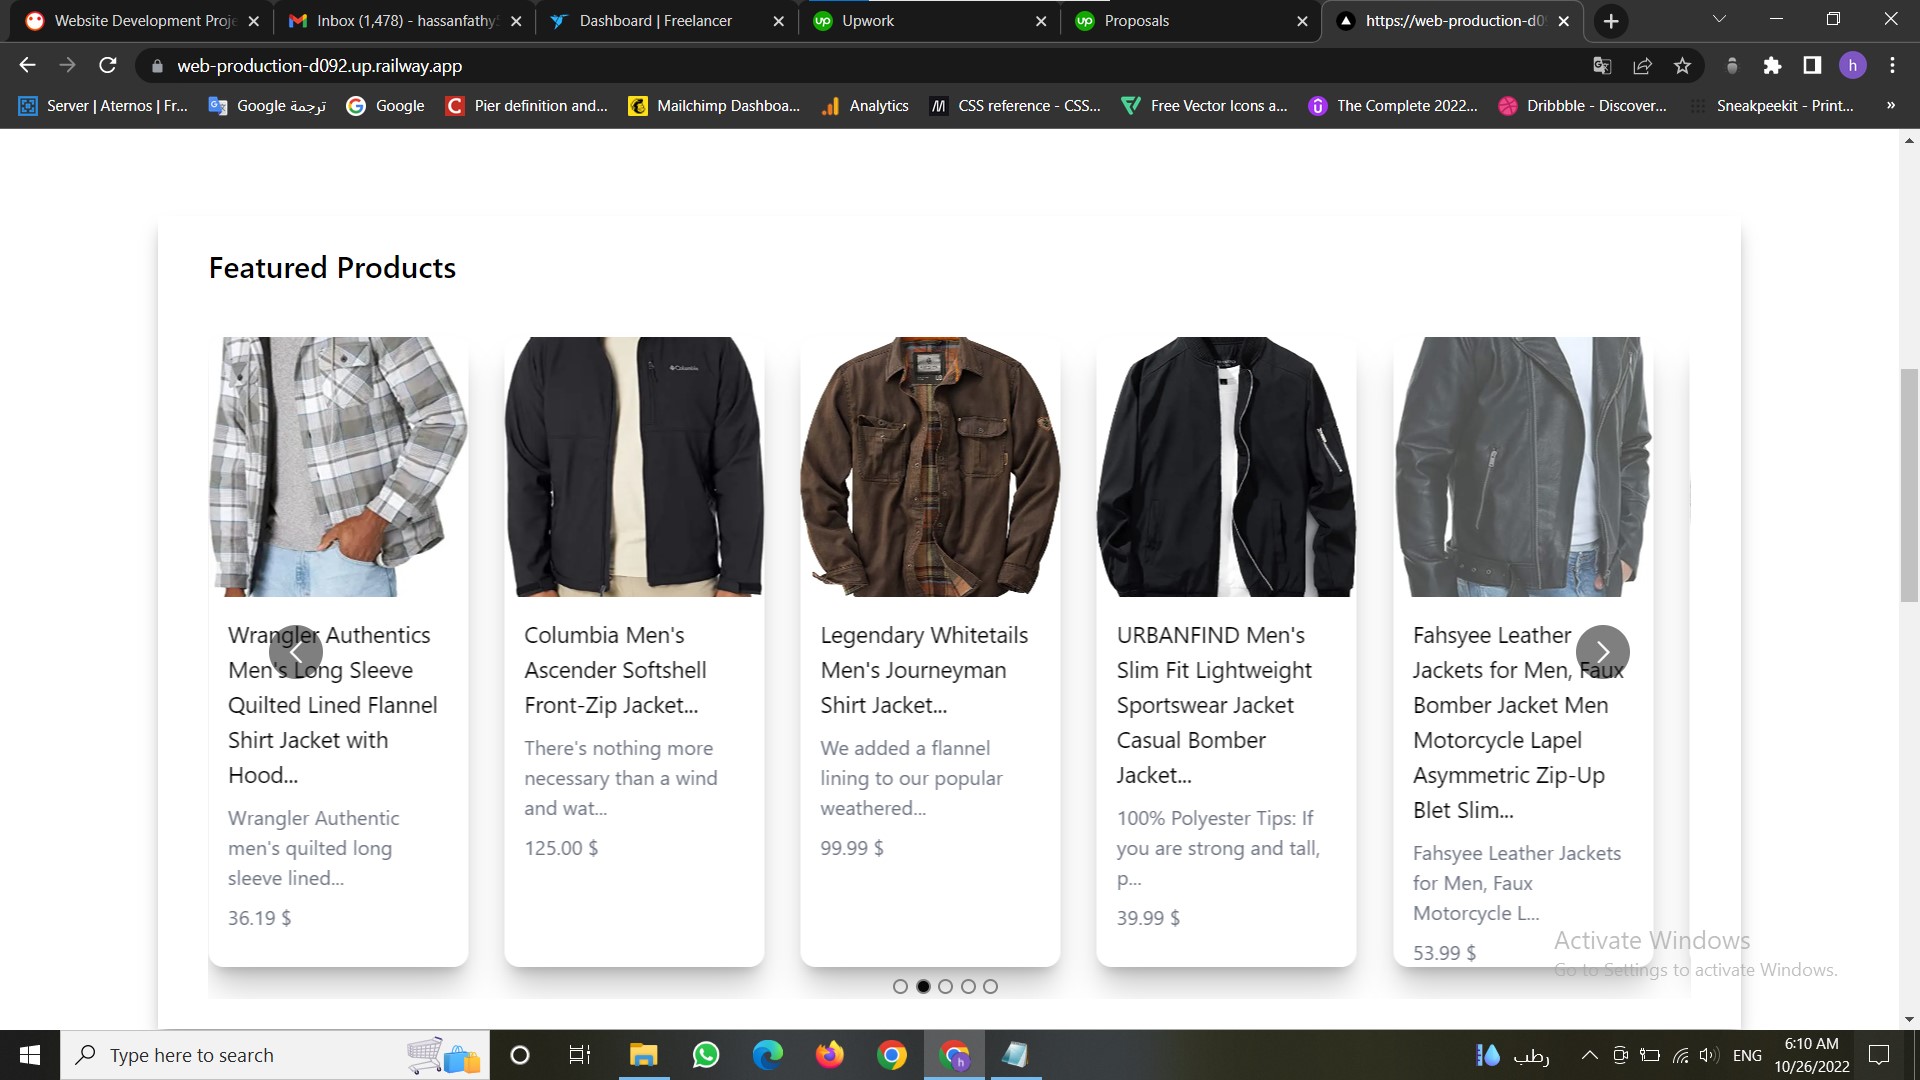 Website Development Proje
Inbox (1,478) - hassanfathy
Dashboard | Freelancer
Upwork
Proposals
https://web-production-d09
web-production-d092.up.railway.app
h
Server | Aternos | Fr...
Google ترجمة
Google
Pier definition and...
Mailchimp Dashboa...
Analytics
CSS reference - CSS...
Free Vector Icons a...
The Complete 2022...
Dribbble - Discover...
Sneakpeekit - Print...
»
Featured Products
Columbia
Wrangler Authentics
Men's Long Sleeve
Quilted Lined Flannel
Shirt Jacket with
Hood...
Wrangler Authentic
men's quilted long
sleeve lined...
36.19 $
Columbia Men's
Ascender Softshell
Front-Zip Jacket...
There's nothing more
necessary than a wind
and wat...
125.00 $
Legendary Whitetails
Men's Journeyman
Shirt Jacket...
We added a flannel
lining to our popular
weathered...
99.99 $
URBANFIND Men's
Slim Fit Lightweight
Sportswear Jacket
Casual Bomber
Jacket...
100% Polyester Tips: If
you are strong and tall,
p...
39.99 $
Fahsyee Leather
Jackets for Men, Faux
Bomber Jacket Men
Motorcycle Lapel
Asymmetric Zip-Up
Blet Slim...
Fahsyee Leather Jackets
for Men, Faux
Motorcycle L...
53.99 $
Activate Windows
Go to Settings to activate Windows.
Type here to search
رطب
ENG
6:10 AM
10/26/2022